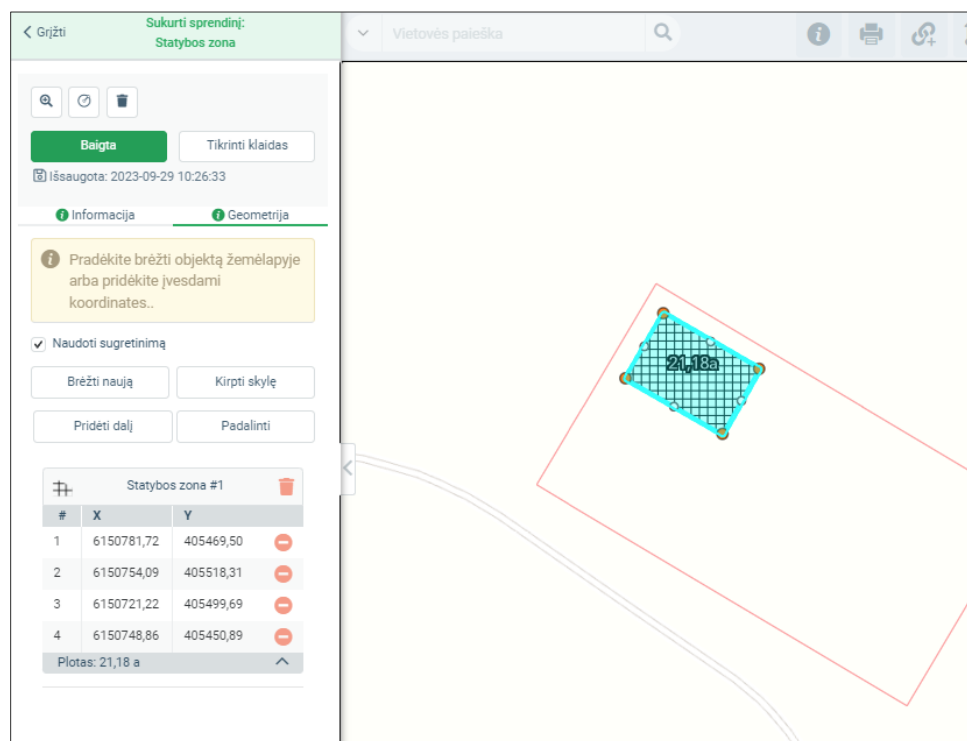 Grįžti
Sukurti sprendinį:
Statybos zona
Vietovės paieška
Baigta
Tikrinti klaidas
Išsaugota: 2023-09-29 10:26:33
Informacija
Geometrija
Pradėkite brėžti objektą žemėlapyje
arba pridėkite įvesdami
koordinates..
Naudoti sugretinimą
Brėžti naują
Kirpti skylę
Pridėti dalį
Padalinti
Statybos zona #1
# X Y
1 6150781,72 405469,50
2 6150754,09 405518,31
3 6150721,22 405499,69
4 6150748,86 405450,89
Plotas: 21,18 a
21,18a